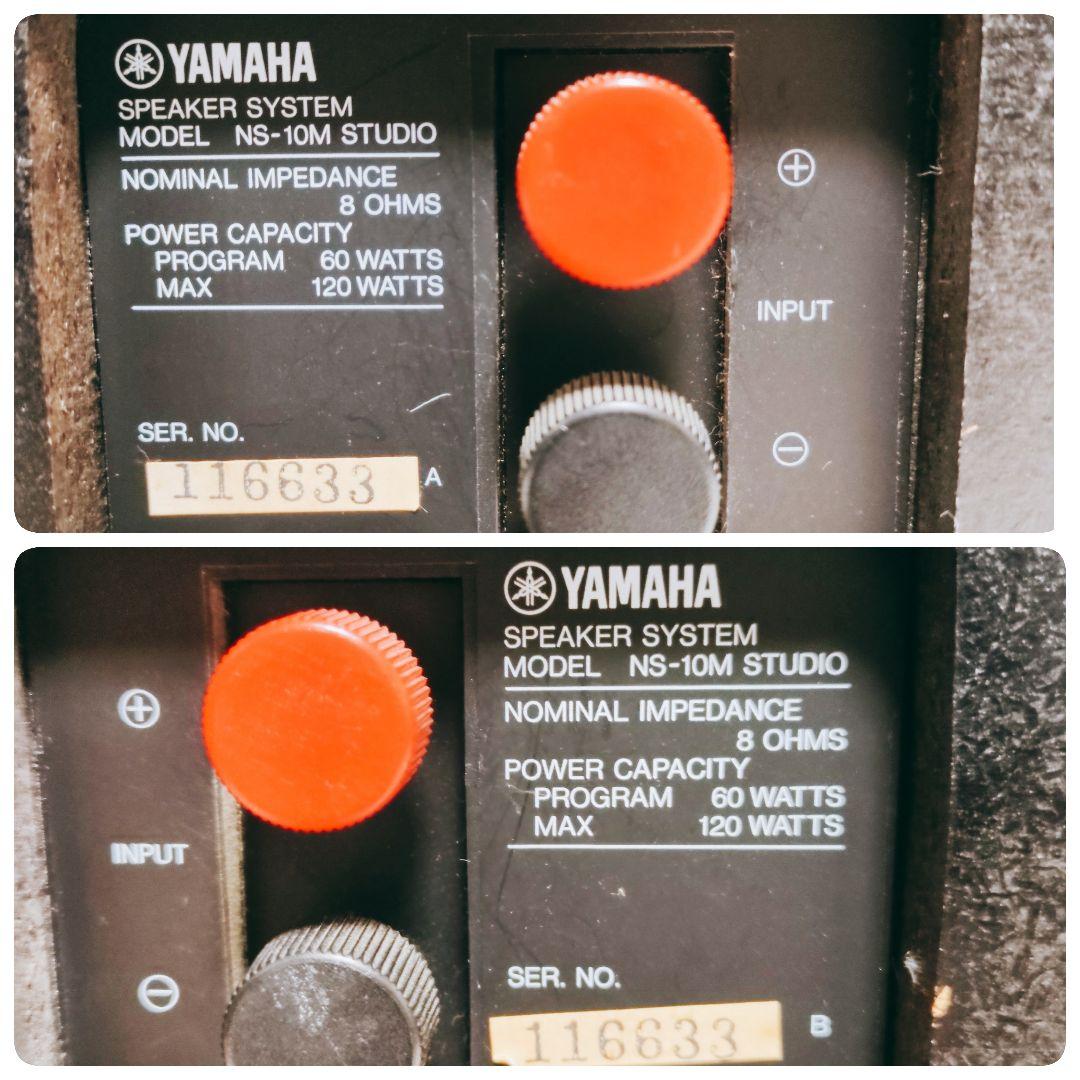 YAMAHA
SPEAKER SYSTEM
MODEL NS-10M STUDIO
NOMINAL IMPEDANCE
8 OHMS
POWER CAPACITY
PROGRAM 60 WATTS
MAX 120 WATTS
SER. NO.
116633 A
+
INPUT
−
YAMAHA
SPEAKER SYSTEM
MODEL NS-10M STUDIO
NOMINAL IMPEDANCE
8 OHMS
POWER CAPACITY
PROGRAM 60 WATTS
MAX 120 WATTS
SER. NO.
116633 B
+
INPUT
−